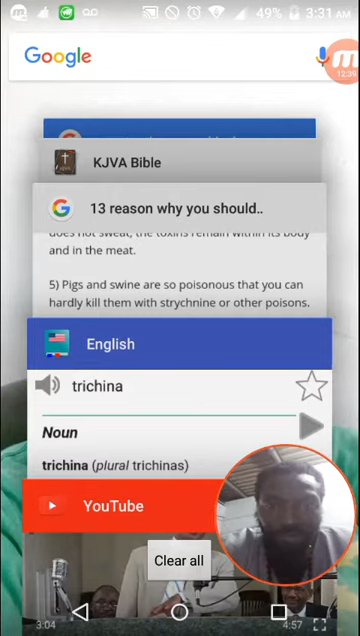 49% 3:31 AM
Google
12:39
KJVA Bible
13 reason why you should..
does not sweat, the toxins remain within its body
and in the meat.
5) Pigs and swine are so poisonous that you can
hardly kill them with strychnine or other poisons.
English
trichina
Noun
trichina (plural trichinas)
YouTube
Clear all
3:04
4:57